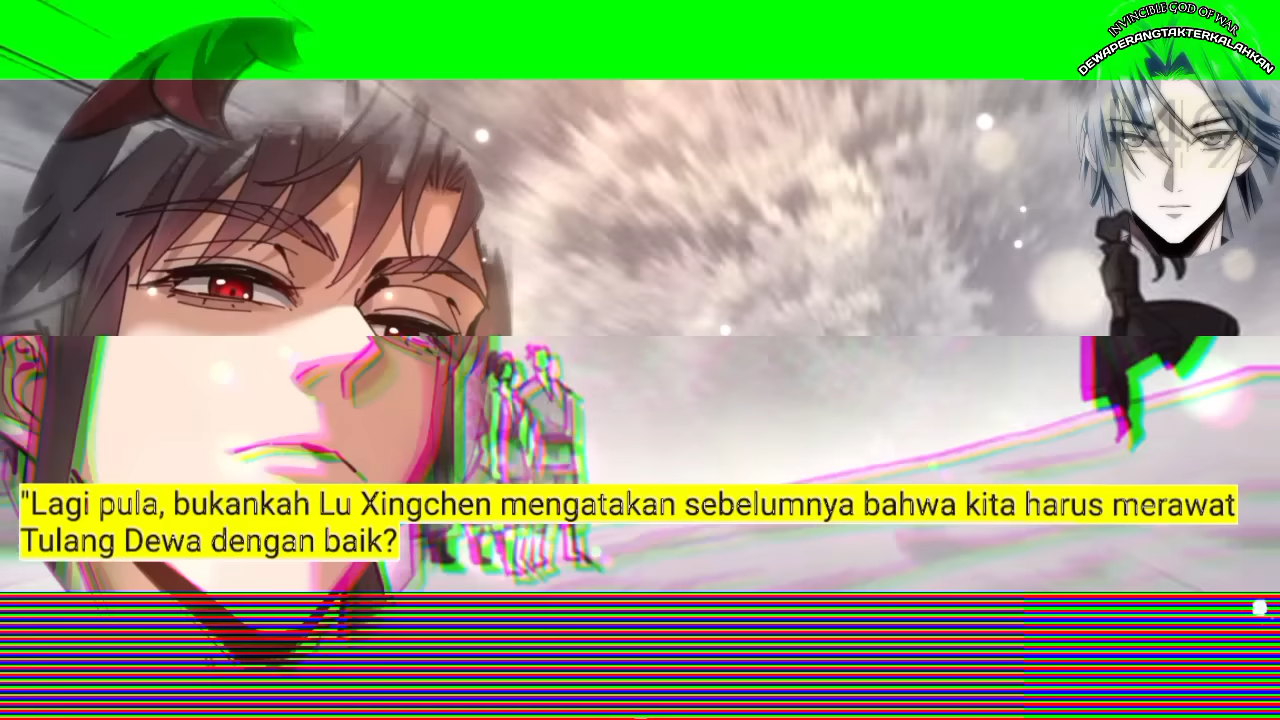 INVINCIBLE GOD OF WAR
DEWAPERANGTAKTERKALAHKAN
"Lagi pula, bukankah Lu Xingchen mengatakan sebelumnya bahwa kita harus merawat
Tulang Dewa dengan baik?